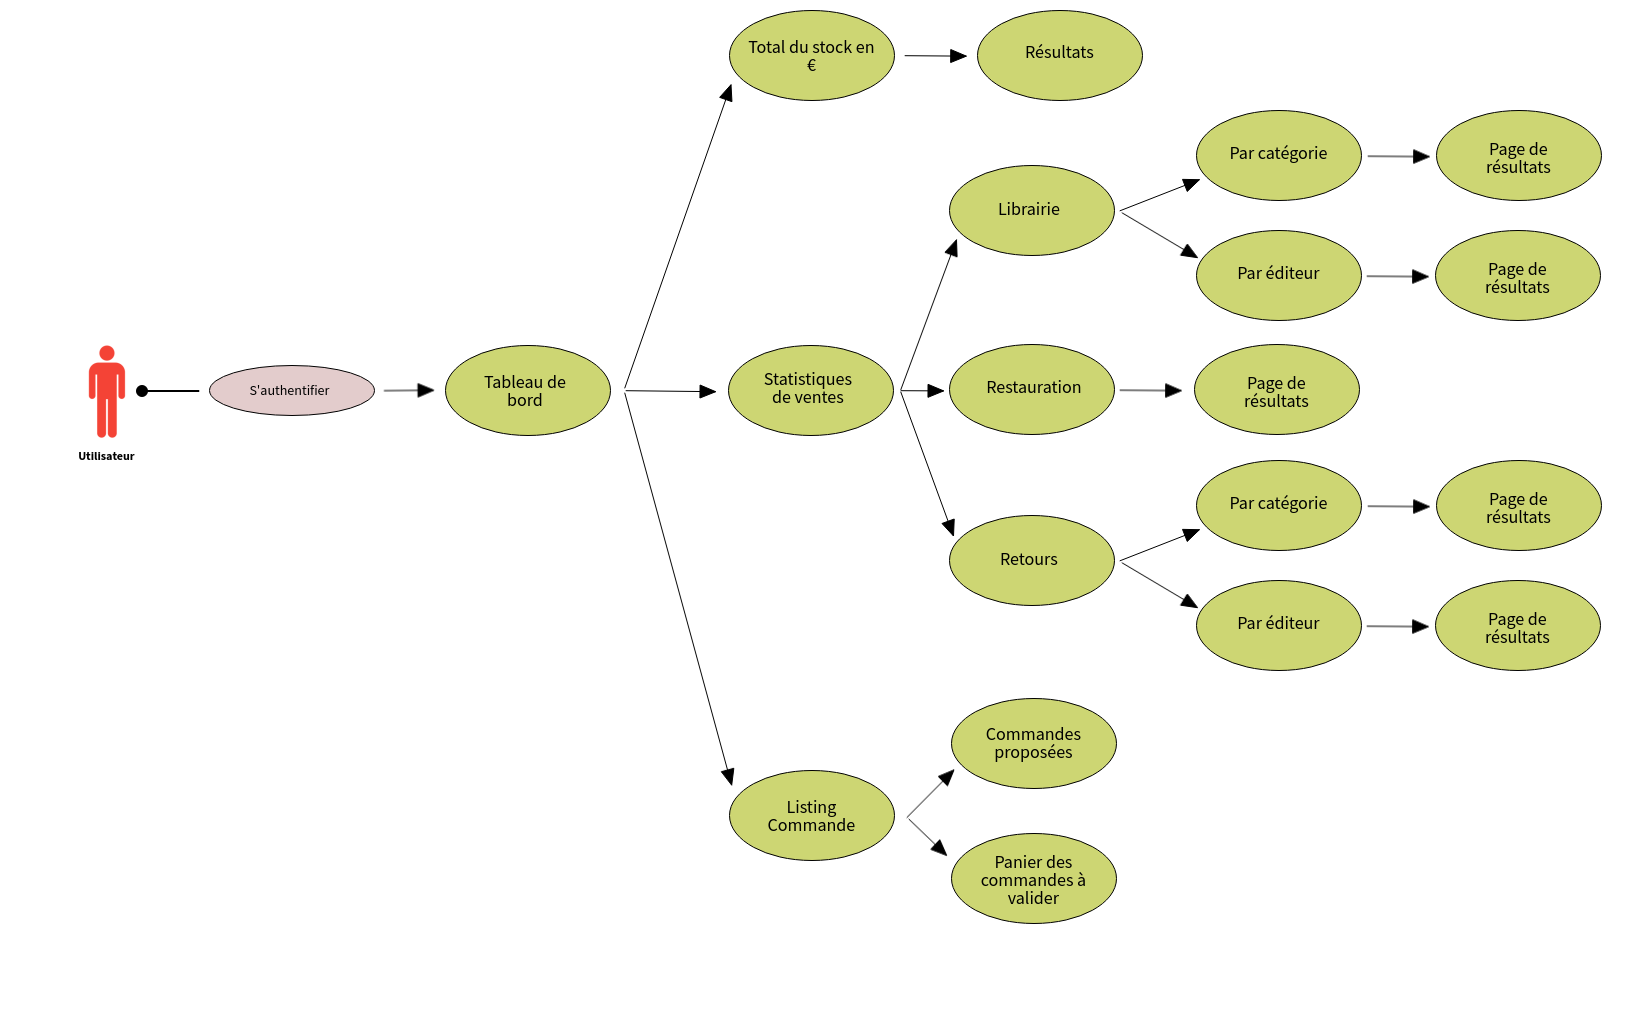 Total du stock en
€
Résultats
Par catégorie
Page de
résultats
Librairie
Par éditeur
Page de
résultats
S'authentifier
Tableau de
bord
Statistiques
de ventes
Restauration
Page de
résultats
Utilisateur
Par catégorie
Page de
résultats
Retours
Par éditeur
Page de
résultats
Commandes
proposées
Listing
Commande
Panier des
commandes à
valider